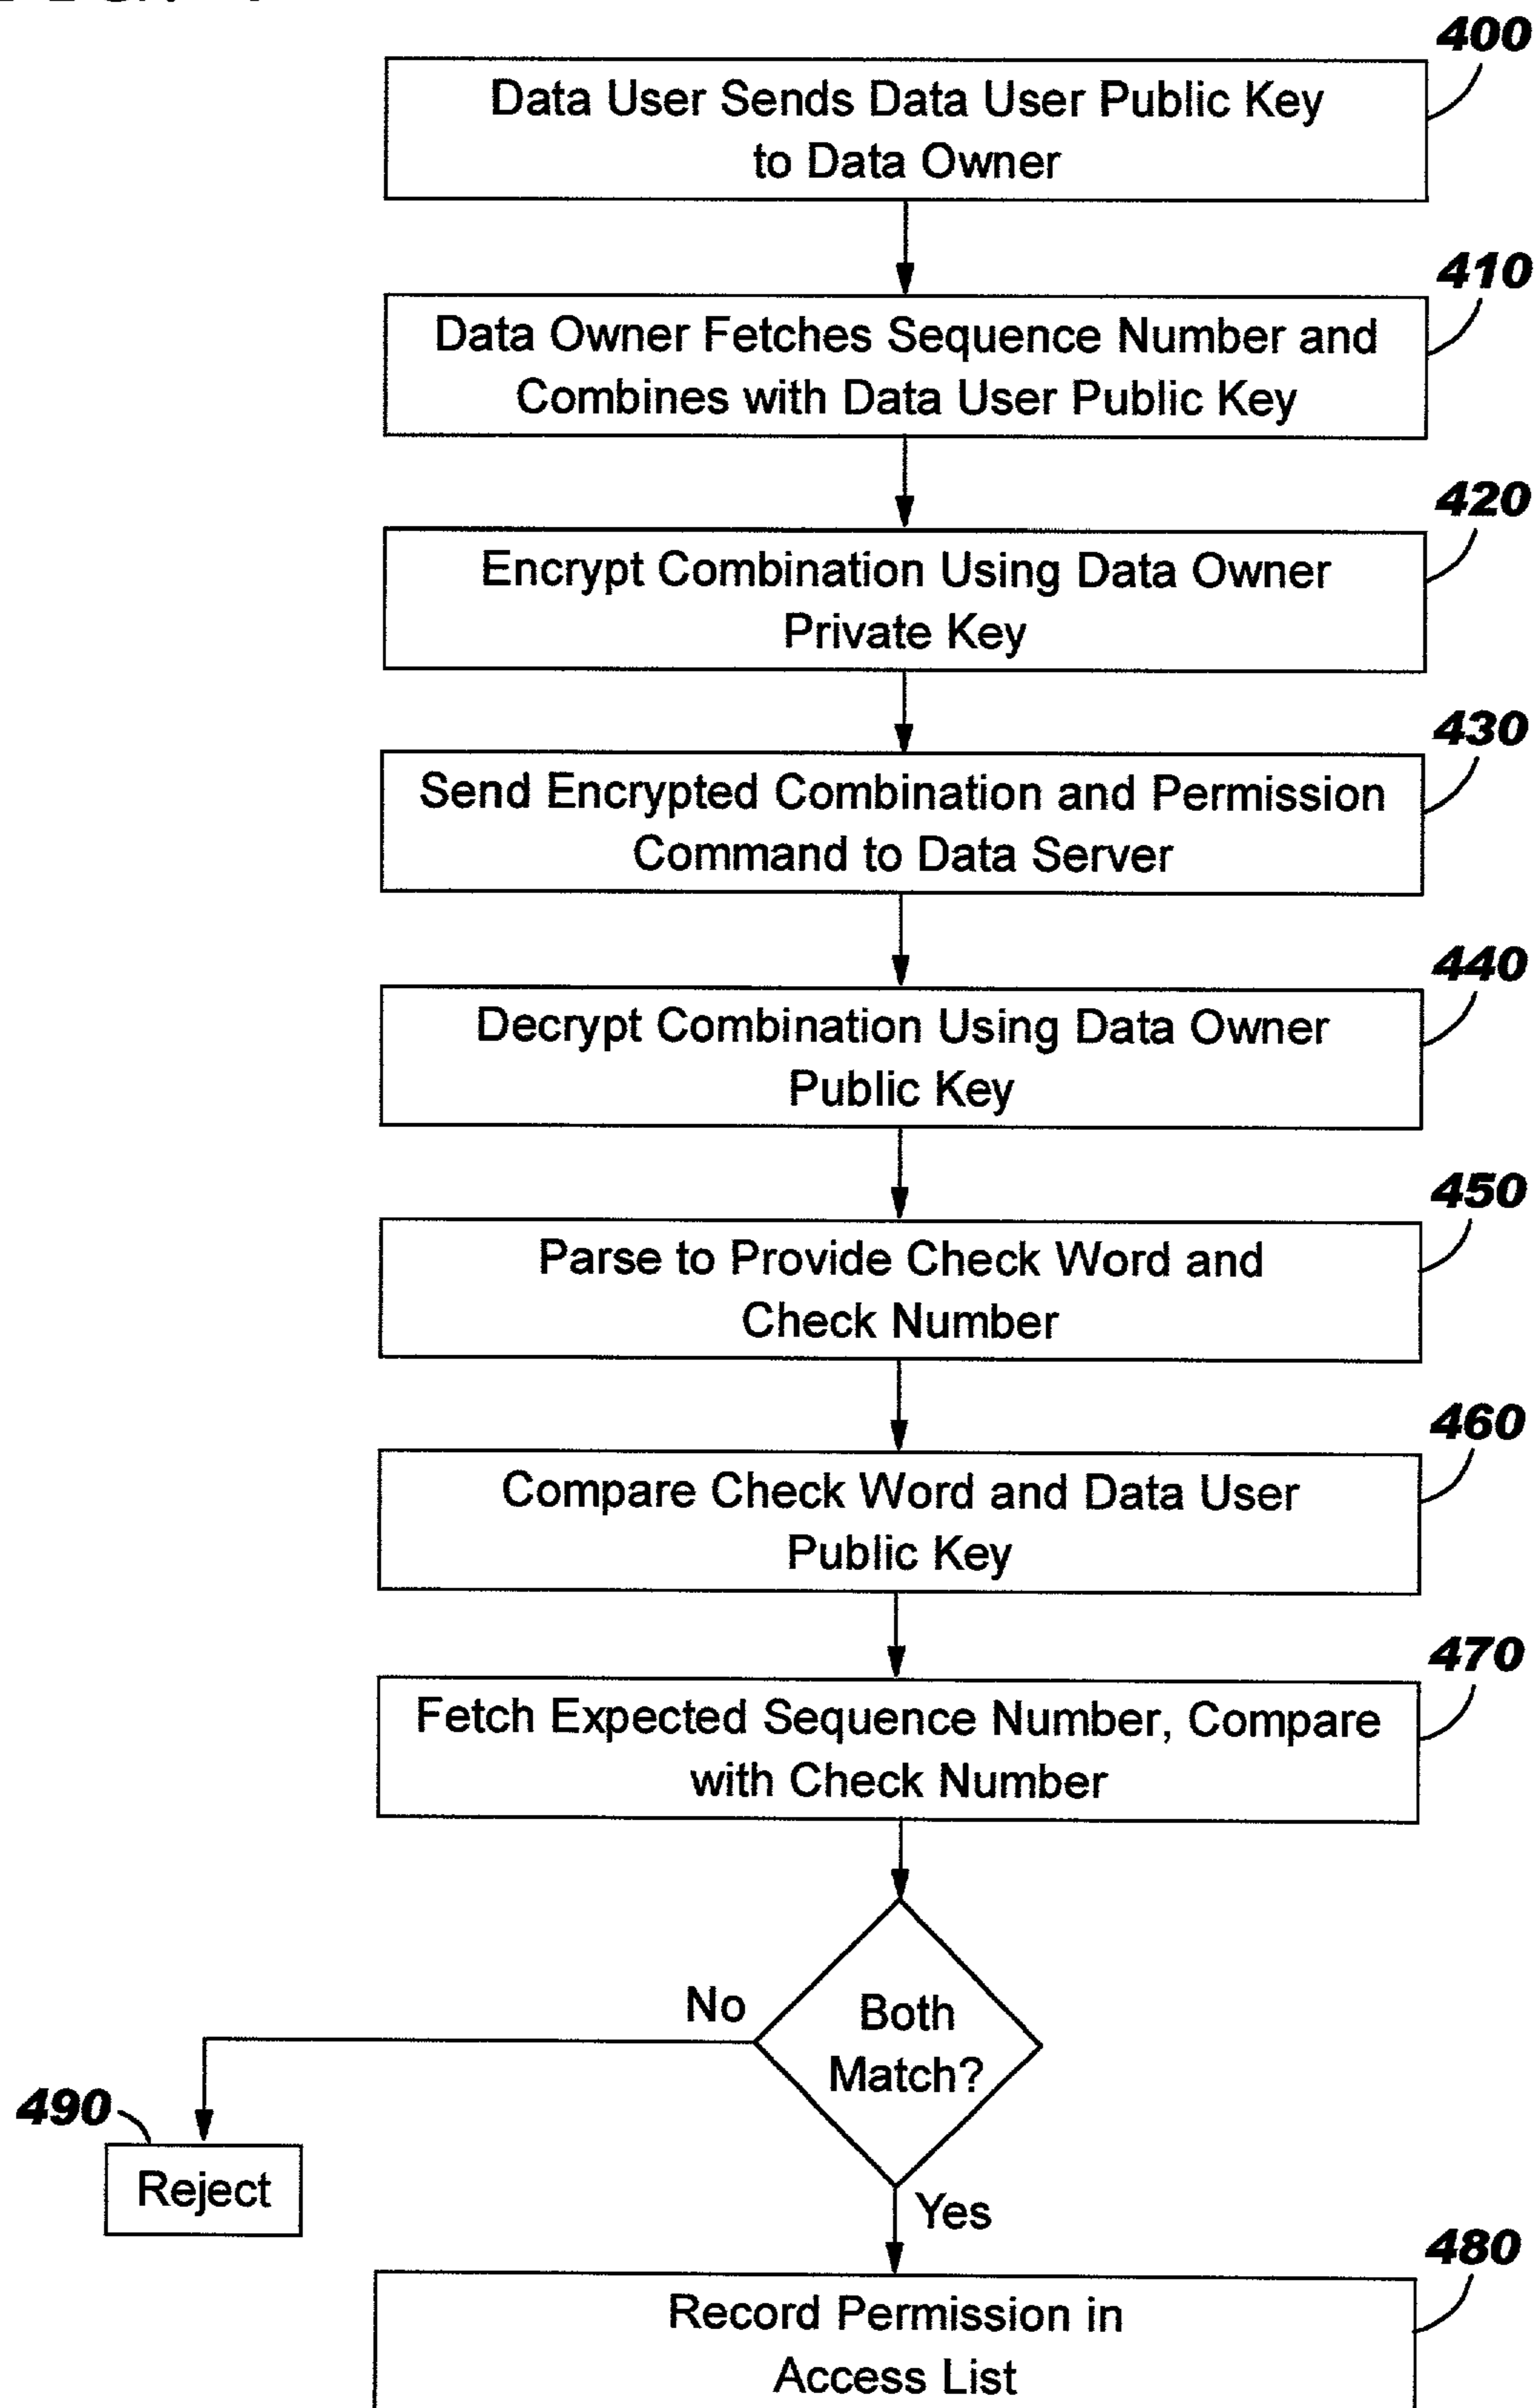 400
Data User Sends Data User Public Key
to Data Owner
410
Data Owner Fetches Sequence Number and
Combines with Data User Public Key
420
Encrypt Combination Using Data Owner
Private Key
430
Send Encrypted Combination and Permission
Command to Data Server
440
Decrypt Combination Using Data Owner
Public Key
450
Parse to Provide Check Word and
Check Number
460
Compare Check Word and Data User
Public Key
470
Fetch Expected Sequence Number, Compare
with Check Number
No
Both
Match?
490
Reject
Yes
480
Record Permission in
Access List